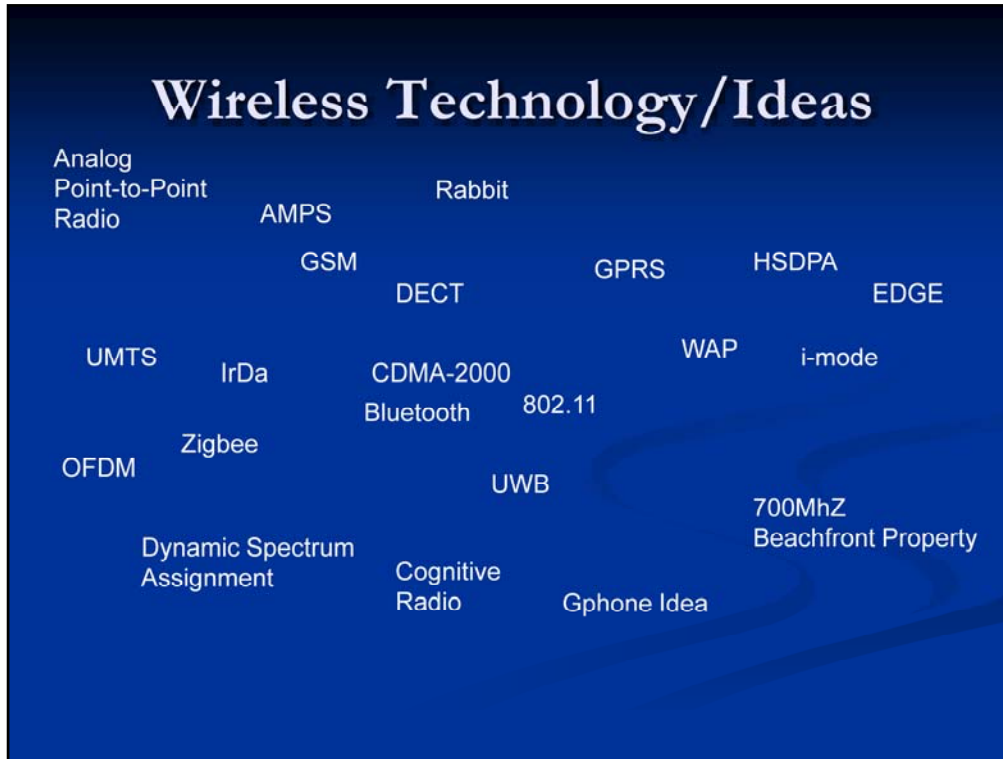 Wireless Technology/Ideas
Analog
Point-to-Point
Radio
AMPS
Rabbit
GSM
DECT
GPRS
HSDPA
EDGE
UMTS
IrDa
CDMA-2000
WAP
i-mode
Bluetooth
802.11
Zigbee
OFDM
UWB
700MhZ
Beachfront Property
Dynamic Spectrum
Assignment
Cognitive
Radio
Gphone Idea